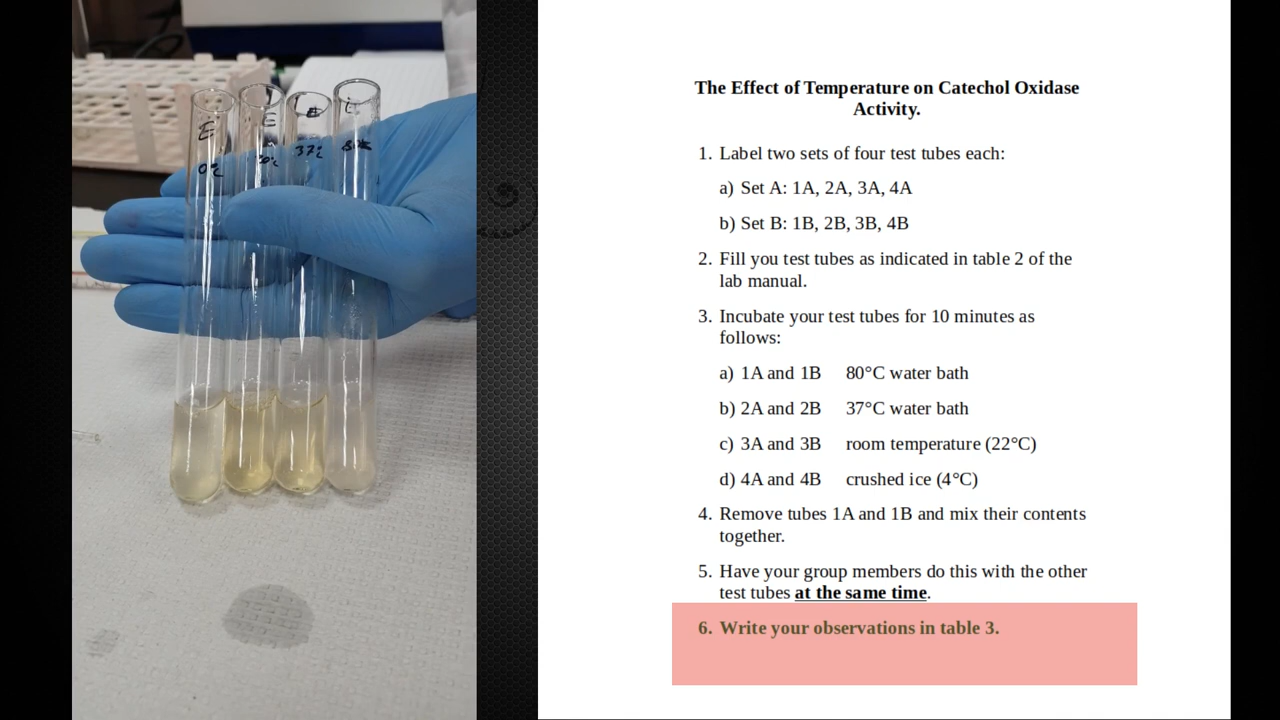 E
0°C
E
E
37°C
The Effect of Temperature on Catechol Oxidase
Activity.
1. Label two sets of four test tubes each:
a) Set A: 1A, 2A, 3A, 4A
b) Set B: 1B, 2B, 3B, 4B
2. Fill you test tubes as indicated in table 2 of the
lab manual.
3. Incubate your test tubes for 10 minutes as
follows:
a) 1A and 1B 80°C water bath
b) 2A and 2B 37°C water bath
c) 3A and 3B room temperature (22°C)
d) 4A and 4B crushed ice (4°C)
4. Remove tubes 1A and 1B and mix their contents
together.
5. Have your group members do this with the other
test tubes at the same time.
6. Write your observations in table 3.